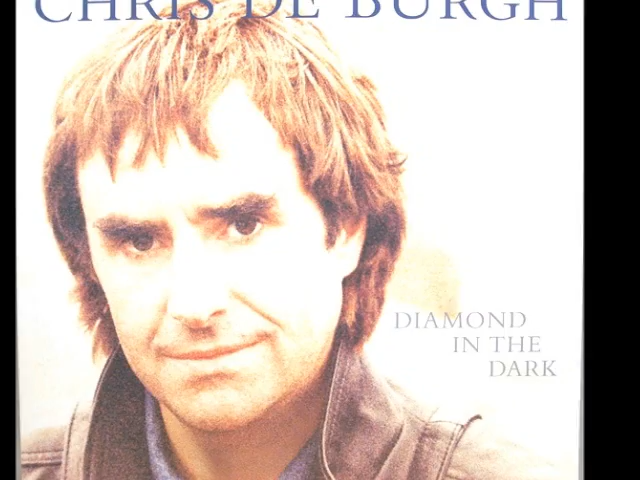 CHRIS DE BURGH
DIAMOND
IN THE
DARK